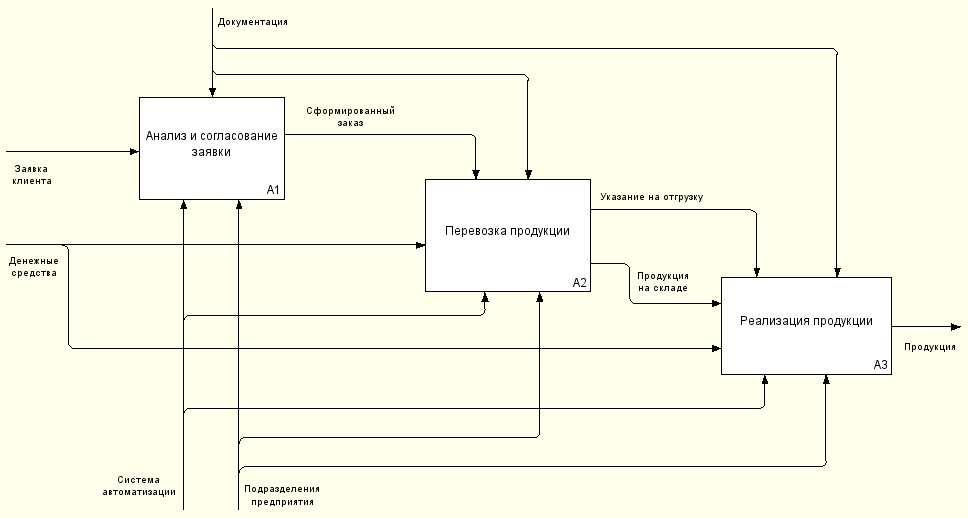 Документация
Сформированный
заказ
Анализ и согласование
заявки
A1
Заявка
клиента
Указание на отгрузку
Перевозка продукции
A2
Денежные
средства
Продукция
на складе
Реализация продукции
A3
Продукция
Система
автоматизации
Подразделения
предприятия